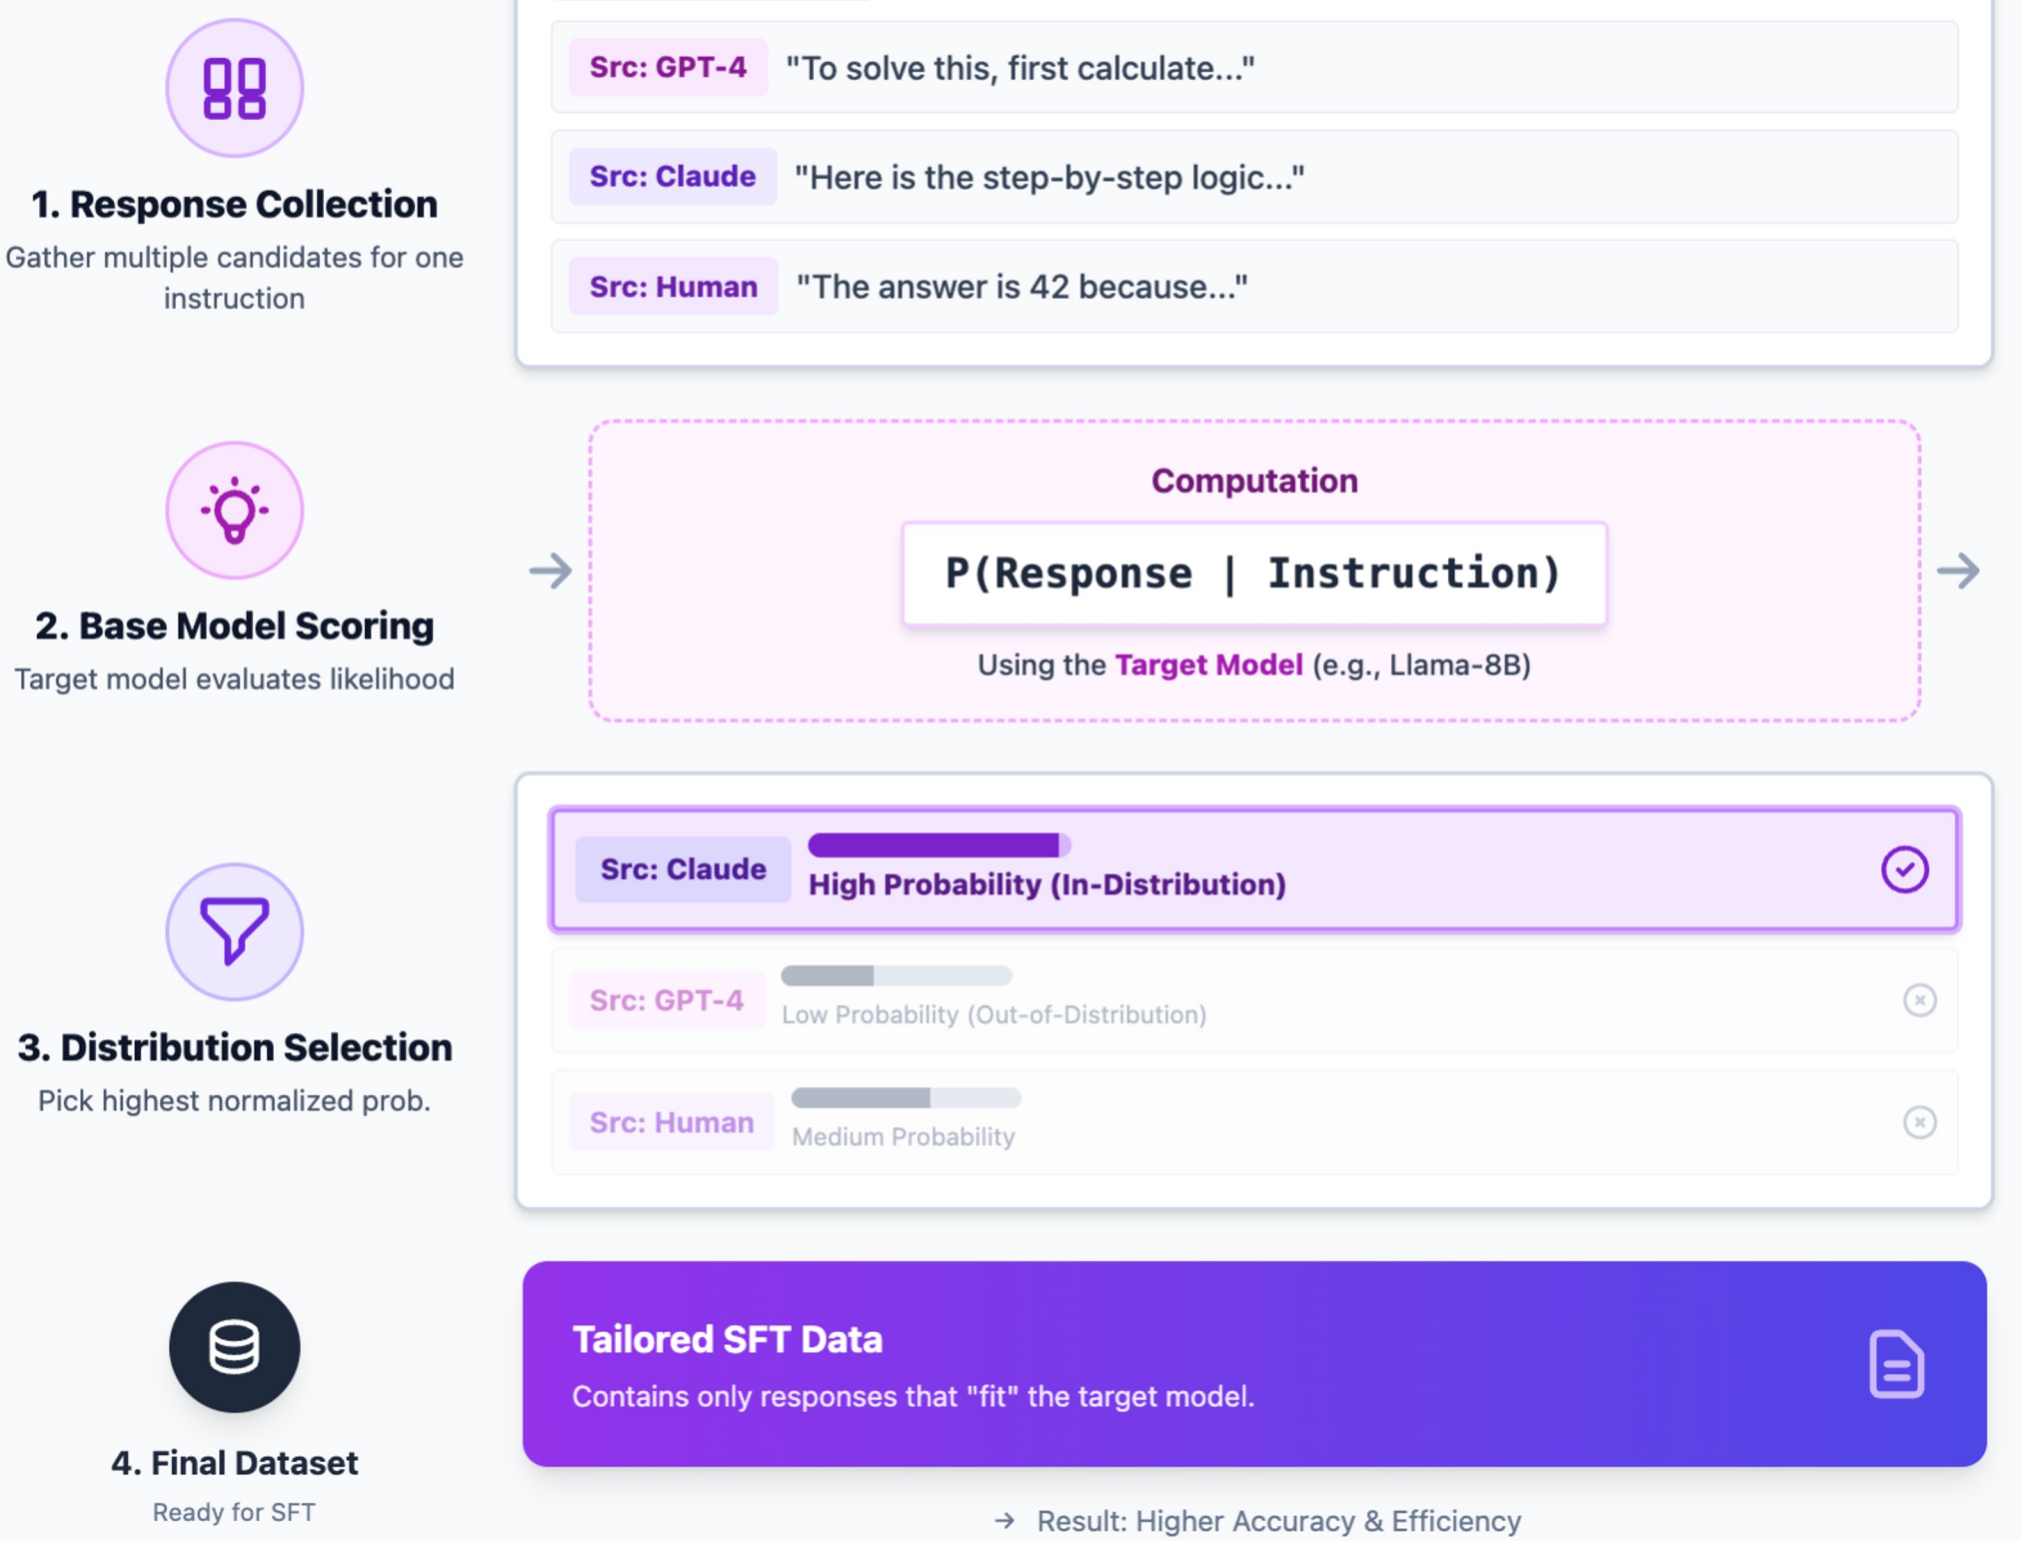 1. Response Collection
Gather multiple candidates for one
instruction
Src: GPT-4 "To solve this, first calculate..."
Src: Claude "Here is the step-by-step logic..."
Src: Human "The answer is 42 because..."
2. Base Model Scoring
Target model evaluates likelihood
Computation
P(Response | Instruction)
Using the Target Model (e.g., Llama-8B)
3. Distribution Selection
Pick highest normalized prob.
Src: Claude
High Probability (In-Distribution)
Src: GPT-4
Low Probability (Out-of-Distribution)
Src: Human
Medium Probability
4. Final Dataset
Ready for SFT
Tailored SFT Data
Contains only responses that "fit" the target model.
→ Result: Higher Accuracy & Efficiency